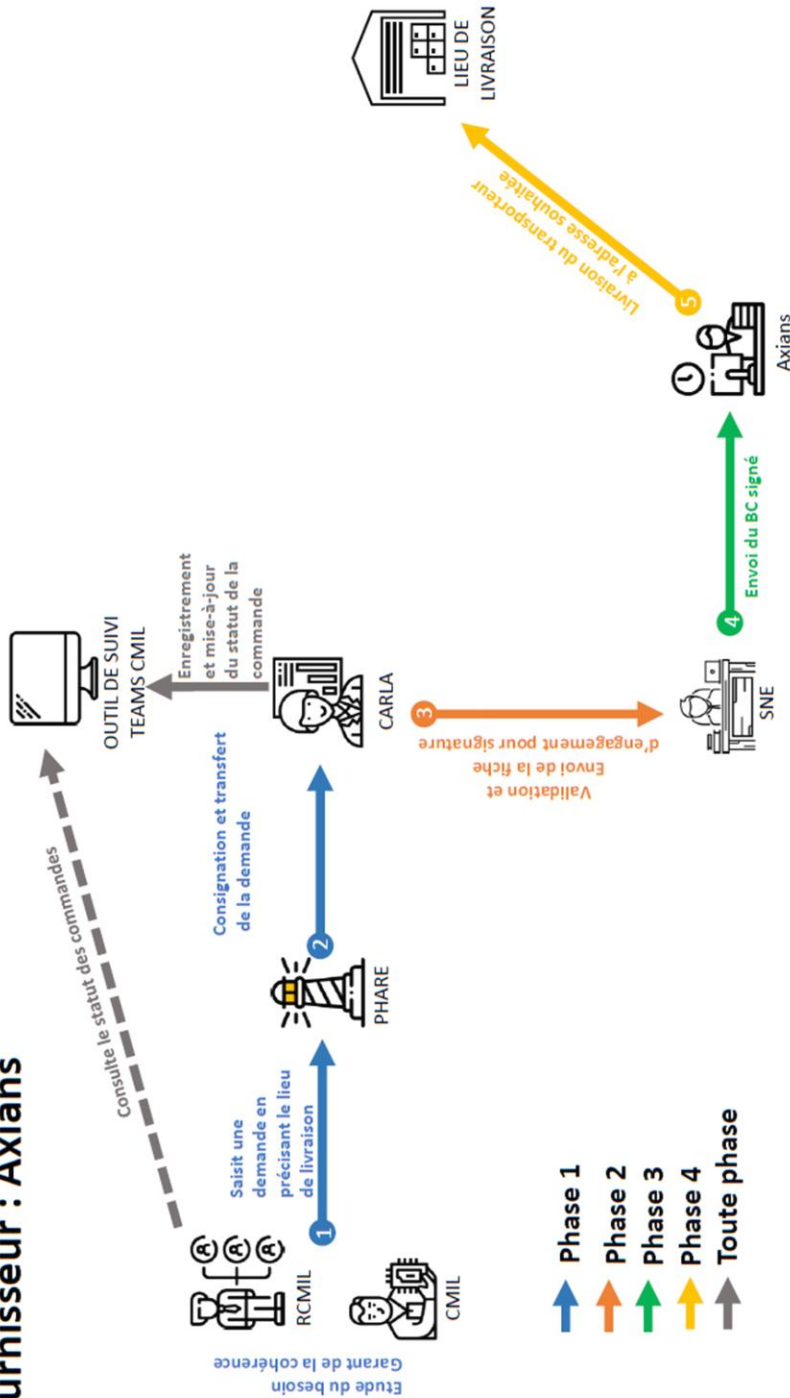 urnisseur : Axians
Consulte le statut des commandes
OUTIL DE SUIVI
TEAMS CMIL
Etude du besoin
Garant de la cohérence
RCMIL
CMIL
1
Saisit une
demande en
précisant le lieu
de livraison
PHARE
2
Consignation et transfert
de la demande
CARLA
Enregistrement
et mise-à-jour
du statut de la
commande
3
Validation et
Envoi de la fiche
d'engagement pour signature
SNE
4
Envoi du BC signé
Axians
5
Livraison du transporteur
à l'adresse souhaitée
LIEU DE
LIVRAISON
Phase 1
Phase 2
Phase 3
Phase 4
Toute phase